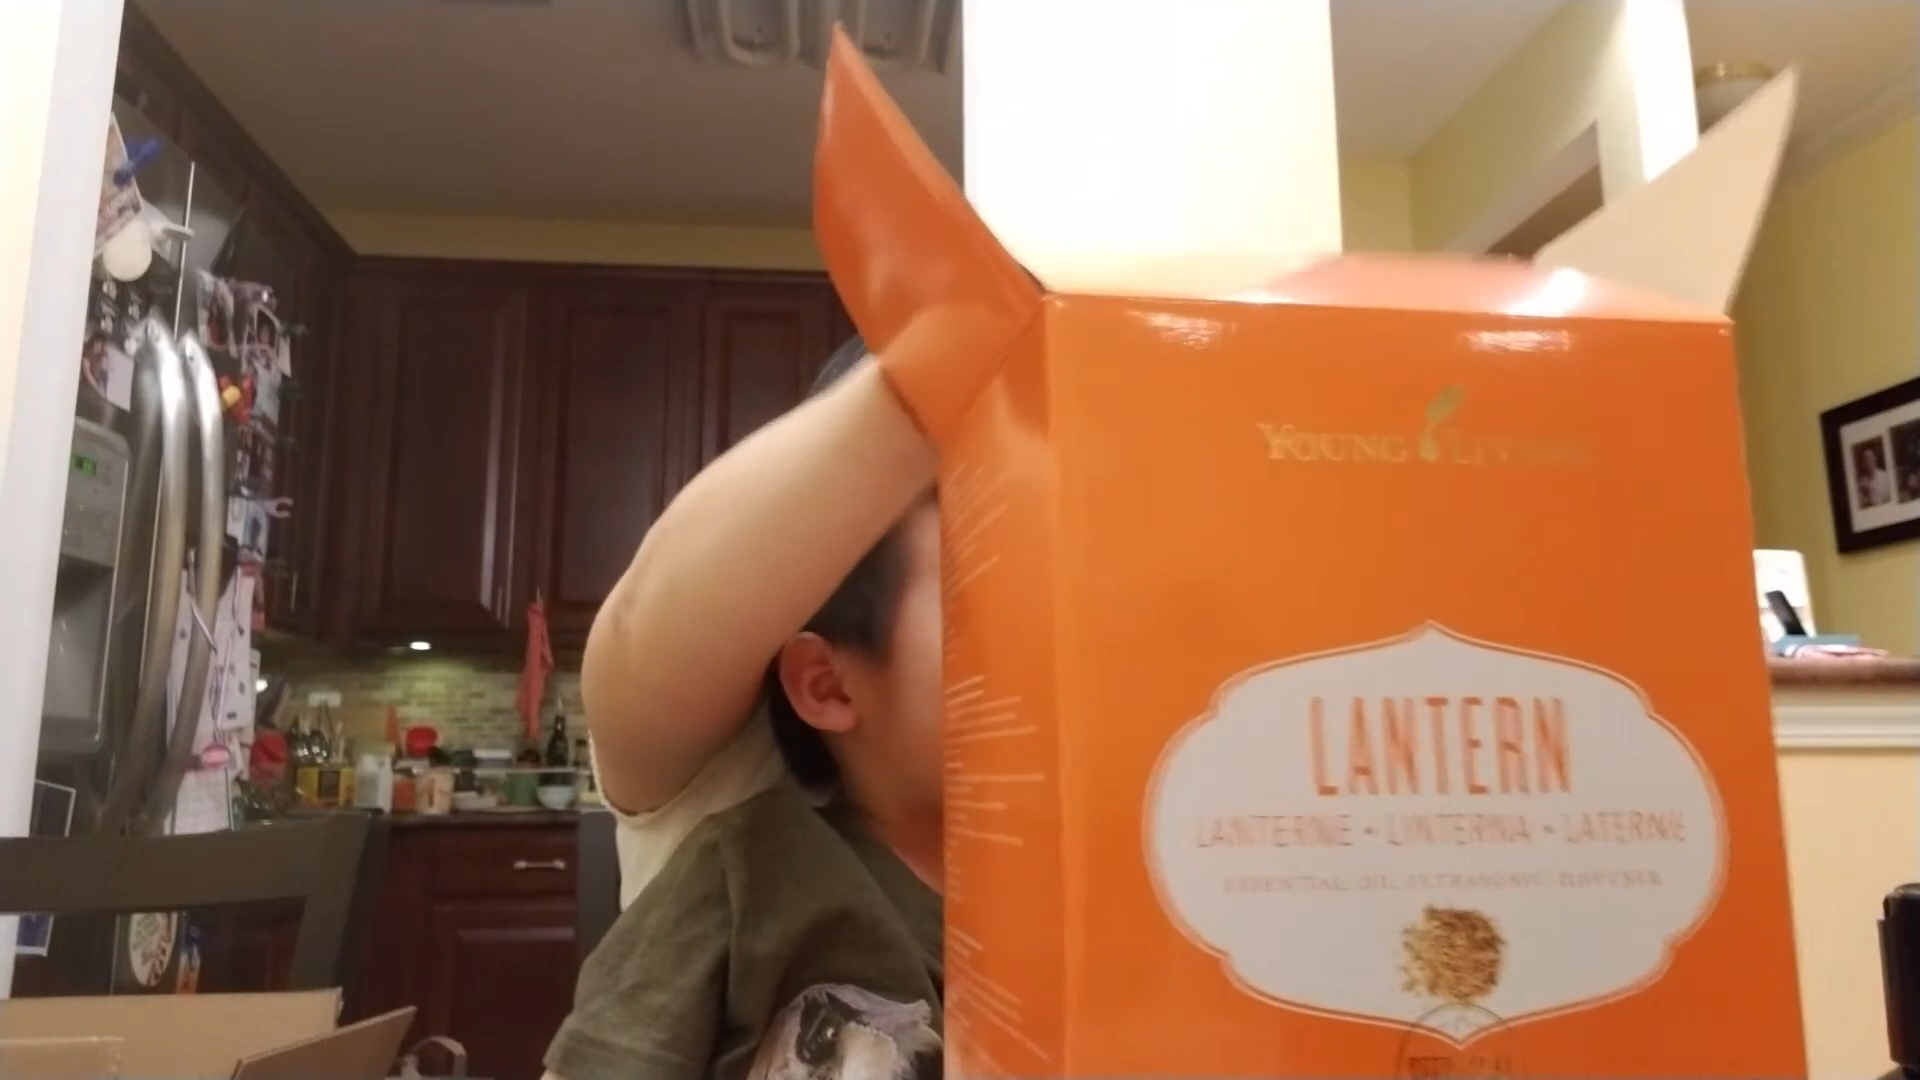 YOUNG LIVING
LANTERN
LANTERNE • LINTERNA • LATERNE
ESSENTIAL OIL ULTRASONIC DIFFUSER